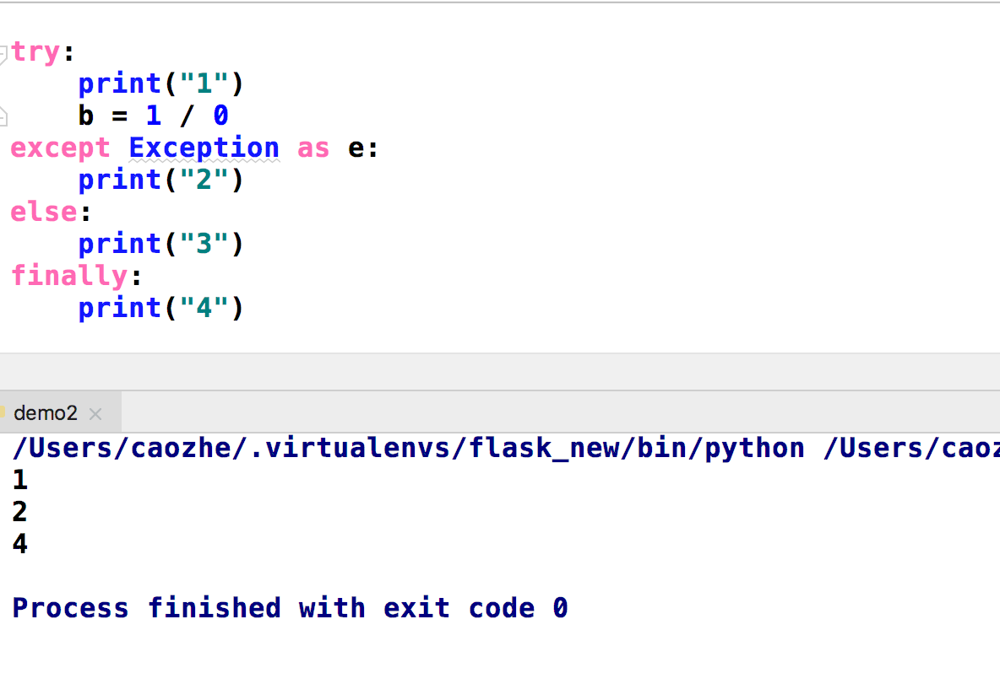 try:
    print("1")
    b = 1 / 0
except Exception as e:
    print("2")
else:
    print("3")
finally:
    print("4")
demo2
/Users/caozhe/.virtualenvs/flask_new/bin/python /Users/caoz
1
2
4
Process finished with exit code 0